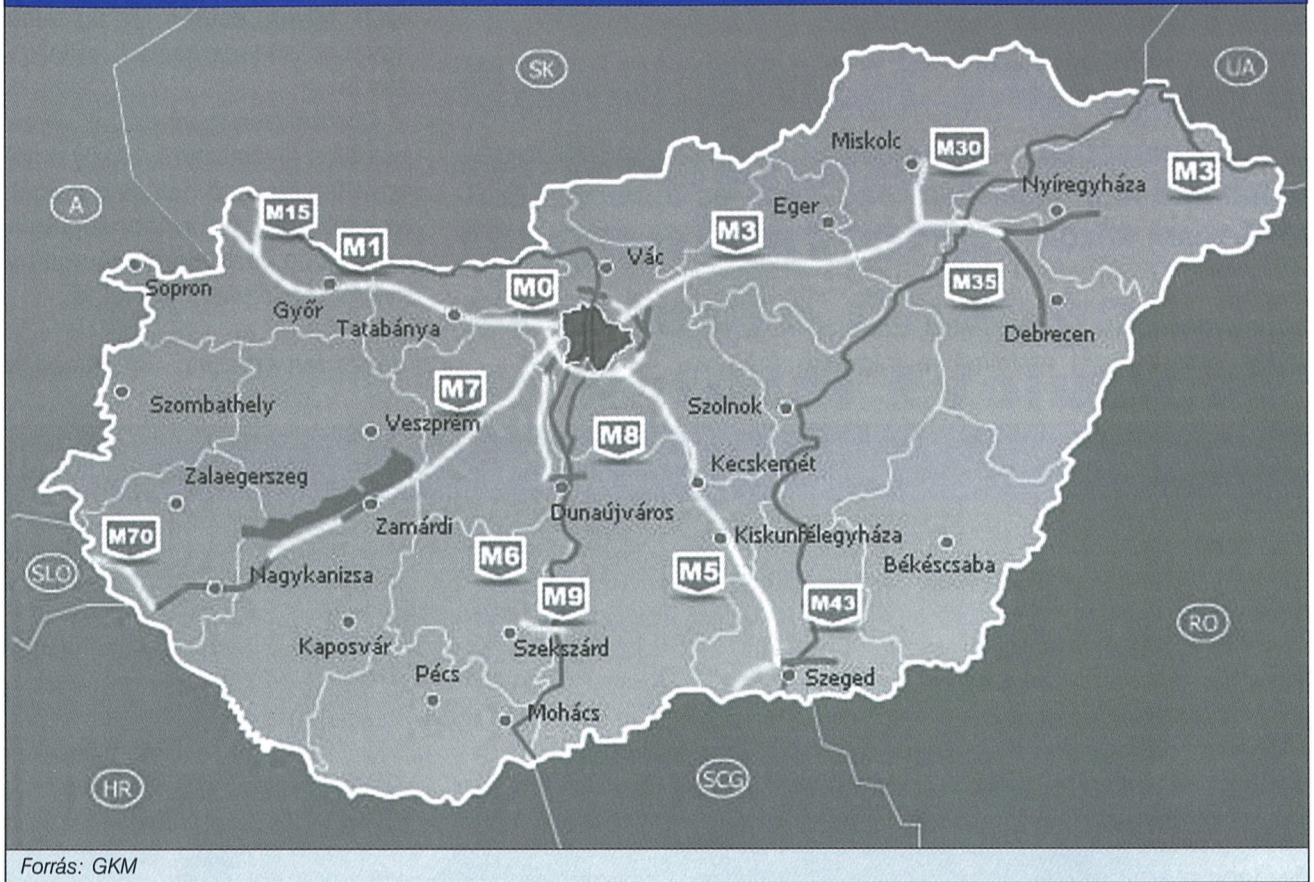 SK
UA
Miskolc
M30
M3
Nyíregyháza
A
M15
Eger
M3
M1
Vác
M0
M35
Sopron
Győr
Tatabánya
Debrecen
M7
Szombathely
Veszprém
Szolnok
M8
Zalaegerszeg
Kecskemét
Zamárdi
Dunaújváros
M70
Kiskunfélegyháza
M6
Békéscsaba
SLO
Nagykanizsa
M5
M9
M43
RO
Kaposvár
Szekszárd
Pécs
Szeged
Mohács
HR
SCG
Forrás: GKM